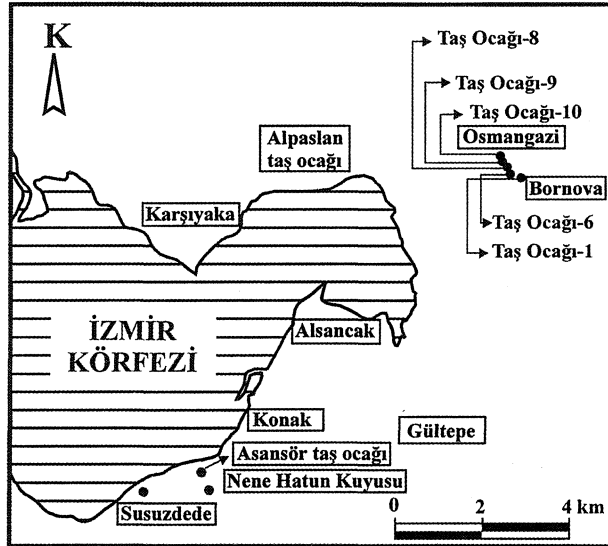 K
Taş Ocağı-8
Taş Ocağı-9
Taş Ocağı-10
Osmangazi
Alpaslan
taş ocağı
Bornova
Karşıyaka
Taş Ocağı-6
Taş Ocağı-1
İZMİR
KÖRFEZİ
Alsancak
Konak
Gültepe
Asansör taş ocağı
Nene Hatun Kuyusu
Susuzdede
0 2 4 km